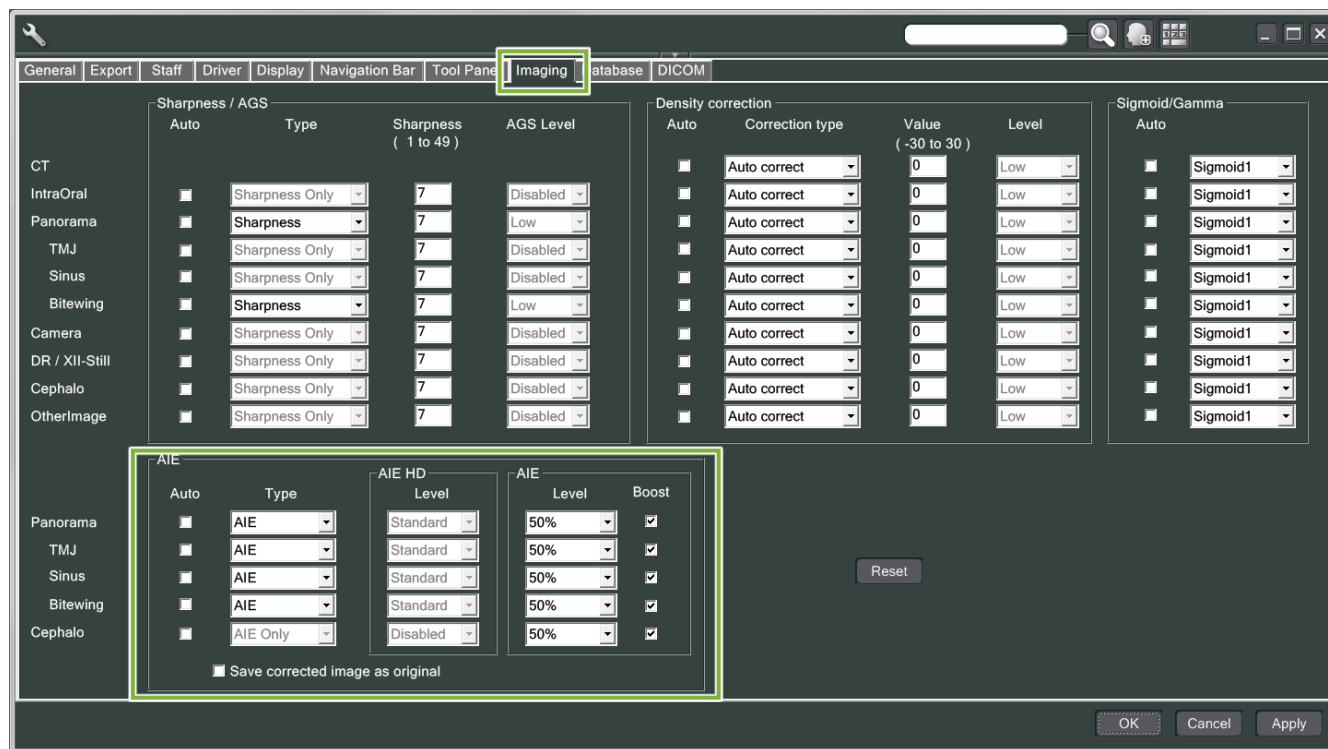 General Export Staff Driver Display Navigation Bar Tool Pane Imaging atabase DICOM
Sharpness / AGS Density correction Sigmoid/Gamma
Auto Type Sharpness AGS Level Auto Correction type Value Level Auto
( 1 to 49 ) ( -30 to 30 )
CT Auto correct 0 Low Sigmoid1
IntraOral Sharpness Only 7 Disabled Auto correct 0 Low Sigmoid1
Panorama Sharpness 7 Low Auto correct 0 Low Sigmoid1
TMJ Sharpness Only 7 Disabled Auto correct 0 Low Sigmoid1
Sinus Sharpness Only 7 Disabled Auto correct 0 Low Sigmoid1
Bitewing Sharpness 7 Low Auto correct 0 Low Sigmoid1
Camera Sharpness Only 7 Disabled Auto correct 0 Low Sigmoid1
DR / XII-Still Sharpness Only 7 Disabled Auto correct 0 Low Sigmoid1
Cephalo Sharpness Only 7 Disabled Auto correct 0 Low Sigmoid1
OtherImage Sharpness Only 7 Disabled Auto correct 0 Low Sigmoid1
AIE
AIE HD AIE
Auto Type Level Level Boost
Panorama AIE Standard 50%
TMJ AIE Standard 50%
Sinus AIE Standard 50% Reset
Bitewing AIE Standard 50%
Cephalo AIE Only Disabled 50%
Save corrected image as original
OK Cancel Apply